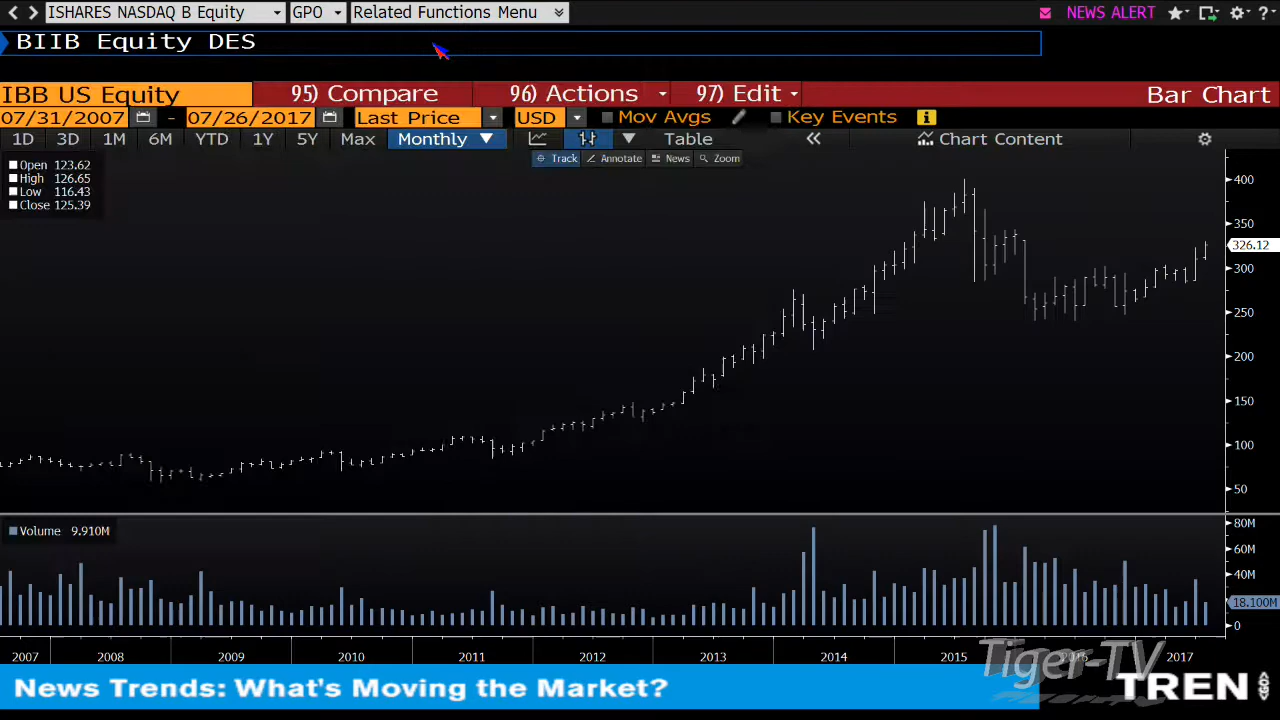 ISHARES NASDAQ B Equity GPO Related Functions Menu NEWS ALERT ?
BIIB Equity DES
IBB US Equity 95) Compare 96) Actions 97) Edit Bar Chart
07/31/2007 - 07/26/2017 Last Price USD Mov Avgs Key Events i
1D 3D 1M 6M YTD 1Y 5Y Max Monthly Table Chart Content
Track Annotate News Zoom
Open 123.62
High 126.65
Low 116.43
Close 125.39
400
350
326.12
300
250
200
150
100
50
Volume 9.910M
80M
60M
40M
18.100M
0
2007 2008 2009 2010 2011 2012 2013 2014 2015 2016 2017
Tiger-TV
News Trends: What's Moving the Market?
TREN